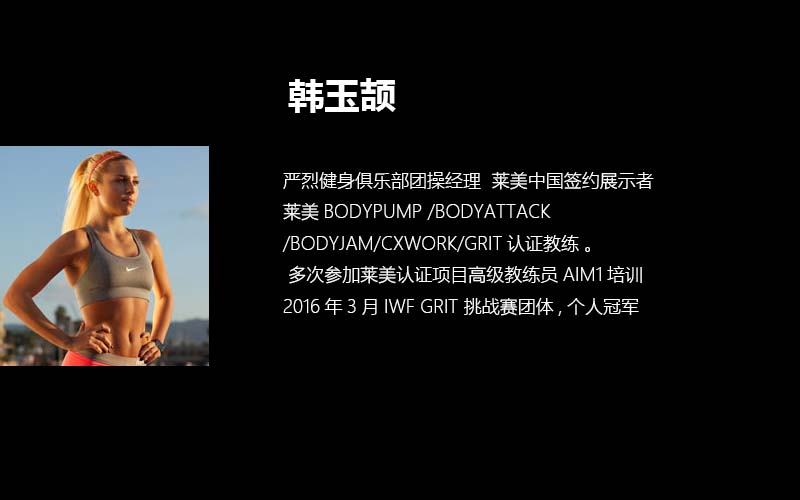 韩玉颉
严烈健身俱乐部团操经理 莱美中国签约展示者
莱美 BODYPUMP /BODYATTACK
/BODYJAM/CXWORK/GRIT 认证教练 。
多次参加莱美认证项目高级教练员 AIM1 培训
2016 年 3 月 IWF GRIT 挑战赛团体 , 个人冠军